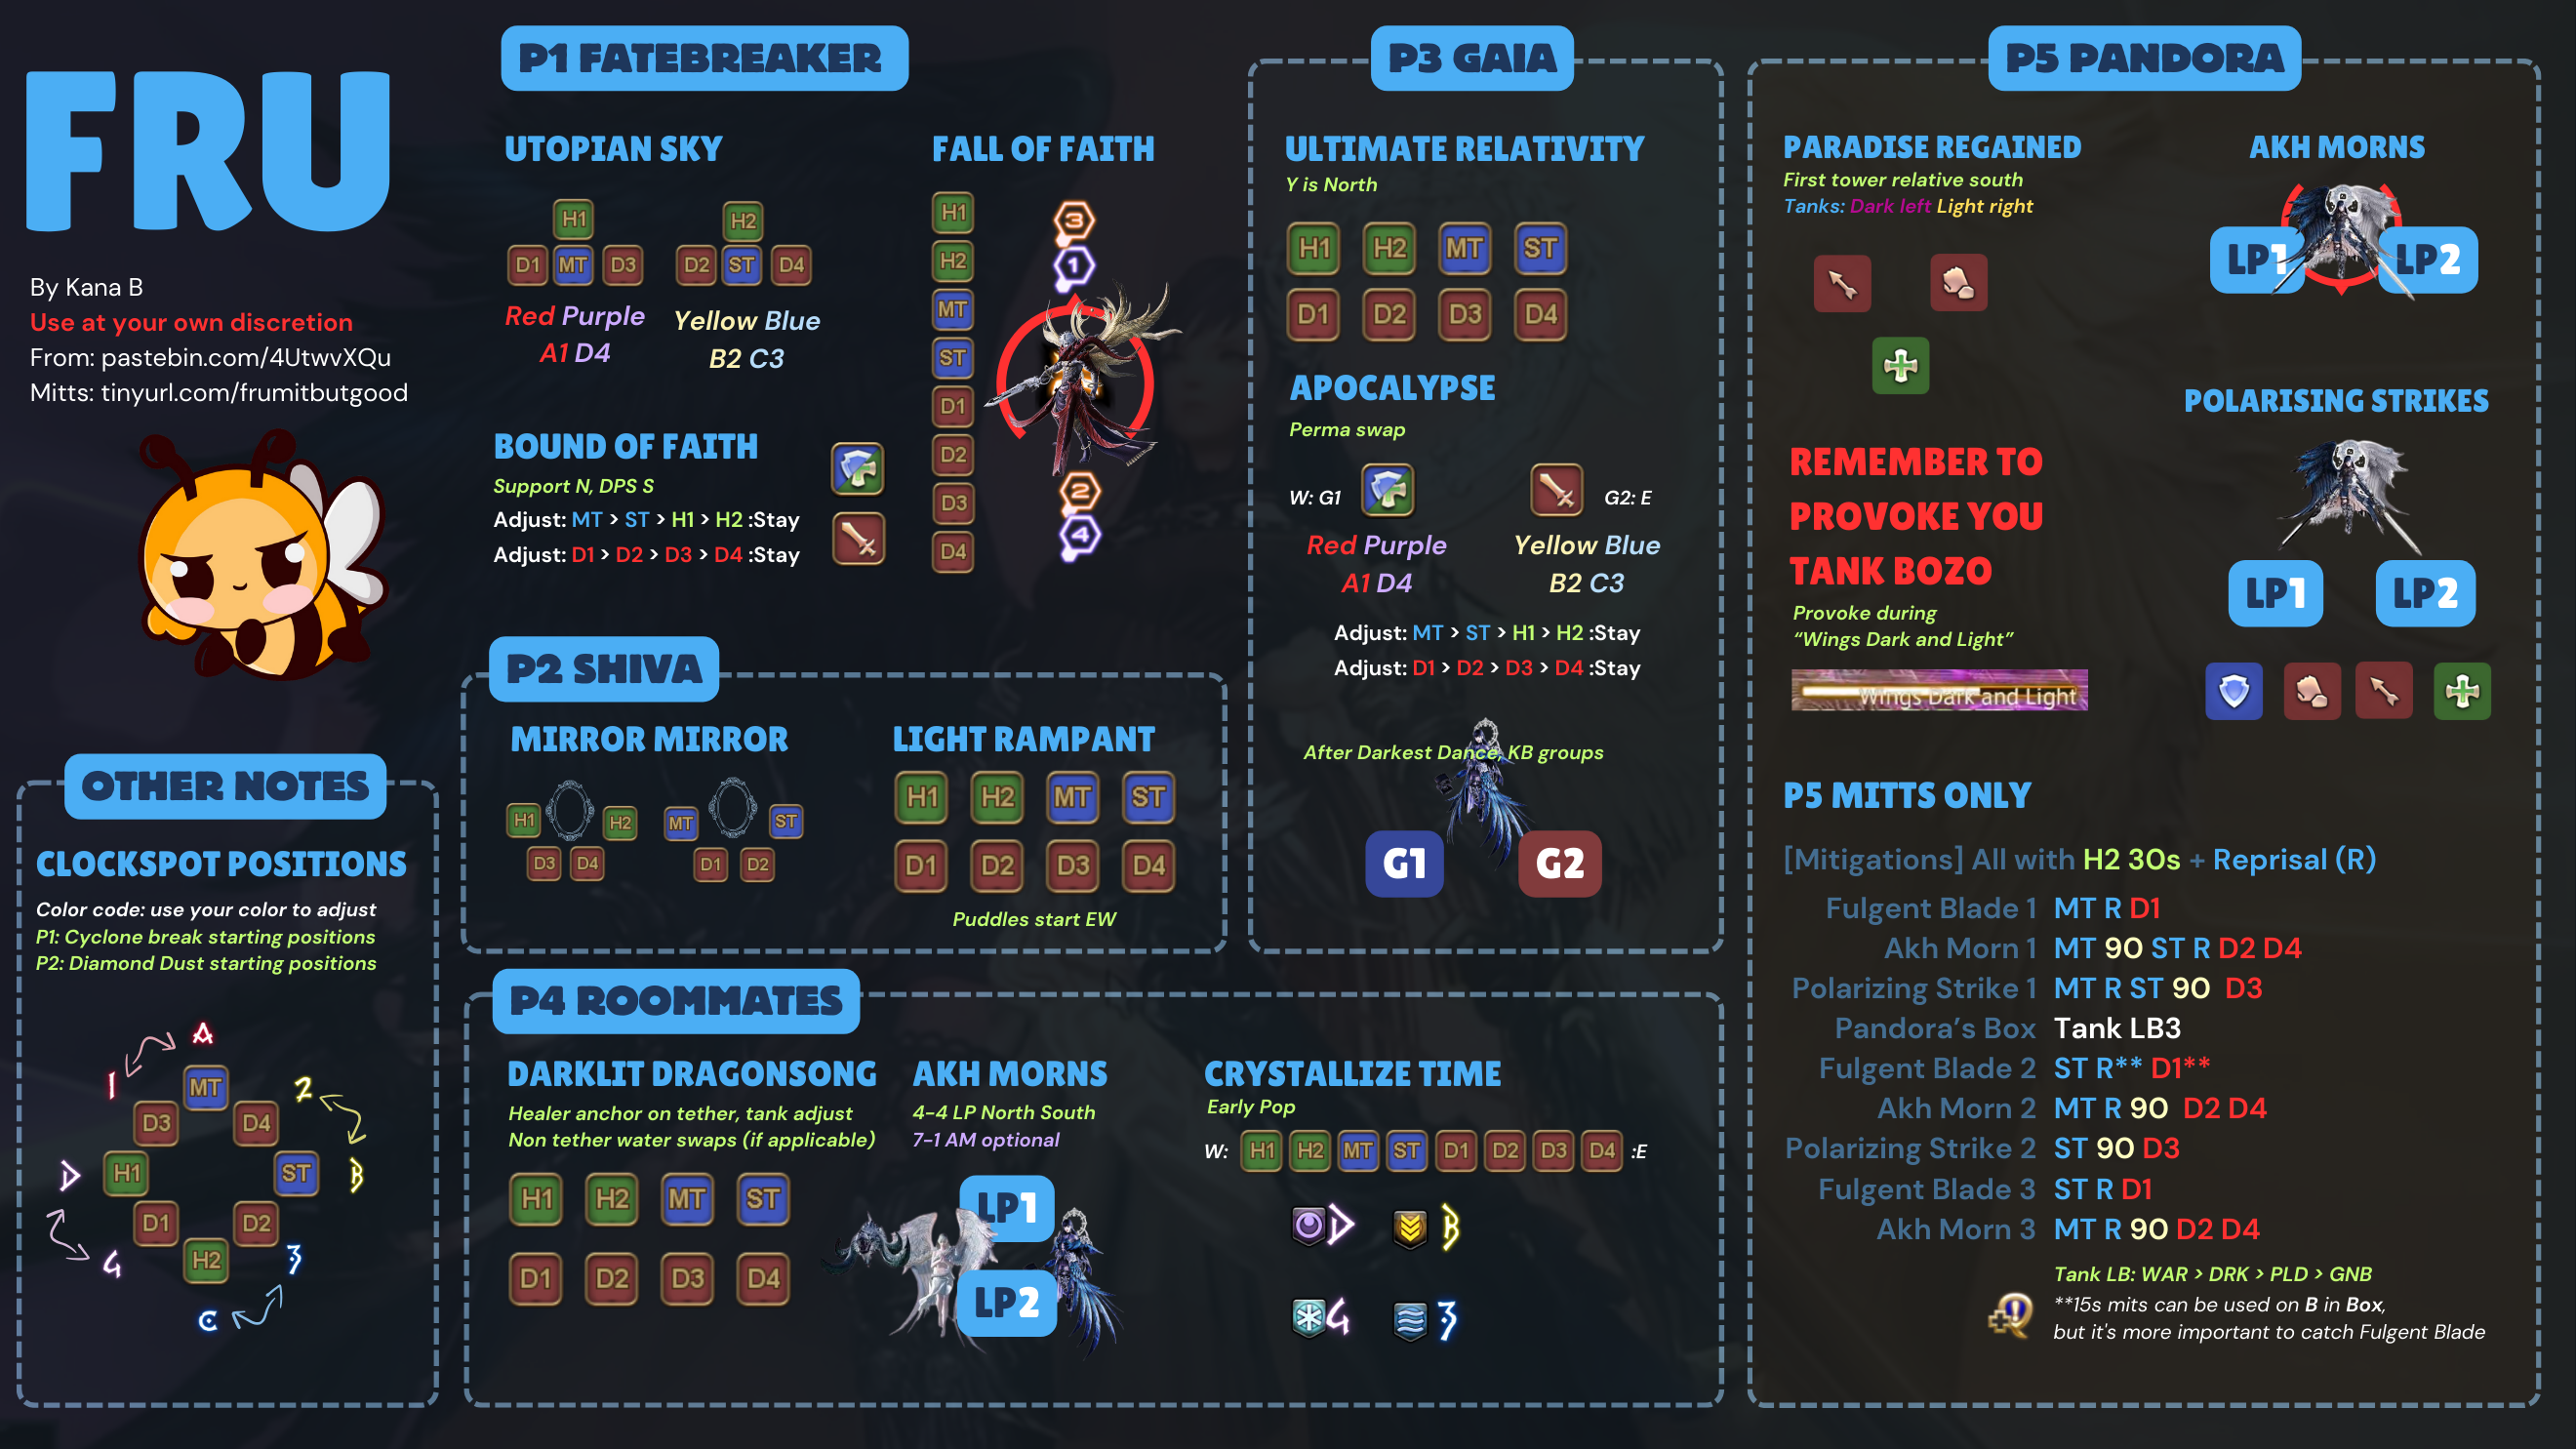 FRU
By Kana B
Use at your own discretion
From: pastebin.com/4UtwvXQu
Mitts: tinyurl.com/frumitbutgood
OTHER NOTES
CLOCKSPOT POSITIONS
Color code: use your color to adjust
P1: Cyclone break starting positions
P2: Diamond Dust starting positions
A
1 MT 2
D3 D4
D H1 ST B
D1 D2
4 H2 3
C
P1 FATEBREAKER
UTOPIAN SKY
H1 H2
D1 MT D3 D2 ST D4
Red Purple Yellow Blue
A1 D4 B2 C3
BOUND OF FAITH
Support N, DPS S
Adjust: MT > ST > H1 > H2 :Stay
Adjust: D1 > D2 > D3 > D4 :Stay
FALL OF FAITH
H1
H2
MT
ST
D1
D2
D3
D4
3
1
2
4
P2 SHIVA
MIRROR MIRROR
H1 H2 MT ST
D3 D4 D1 D2
LIGHT RAMPANT
H1 H2 MT ST
D1 D2 D3 D4
Puddles start EW
P3 GAIA
ULTIMATE RELATIVITY
Y is North
H1 H2 MT ST
D1 D2 D3 D4
APOCALYPSE
Perma swap
W: G1 G2: E
Red Purple Yellow Blue
A1 D4 B2 C3
Adjust: MT > ST > H1 > H2 :Stay
Adjust: D1 > D2 > D3 > D4 :Stay
After Darkest Dance, KB groups
G1 G2
P4 ROOMMATES
DARKLIT DRAGONSONG
Healer anchor on tether, tank adjust
Non tether water swaps (if applicable)
H1 H2 MT ST
D1 D2 D3 D4
AKH MORNS
4-4 LP North South
7-1 AM optional
LP1
LP2
CRYSTALLIZE TIME
Early Pop
W: H1 H2 MT ST D1 D2 D3 D4 :E
D B
4 3
P5 PANDORA
PARADISE REGAINED
First tower relative south
Tanks: Dark left Light right
REMEMBER TO
PROVOKE YOU
TANK BOZO
Provoke during
“Wings Dark and Light”
Wings Dark and Light
AKH MORNS
LP1 LP2
POLARISING STRIKES
LP1 LP2
P5 MITTS ONLY
[Mitigations] All with H2 30s + Reprisal (R)
Fulgent Blade 1 MT R D1
Akh Morn 1 MT 90 ST R D2 D4
Polarizing Strike 1 MT R ST 90 D3
Pandora’s Box Tank LB3
Fulgent Blade 2 ST R** D1**
Akh Morn 2 MT R 90 D2 D4
Polarizing Strike 2 ST 90 D3
Fulgent Blade 3 ST R D1
Akh Morn 3 MT R 90 D2 D4
Tank LB: WAR > DRK > PLD > GNB
**15s mits can be used on B in Box,
but it's more important to catch Fulgent Blade